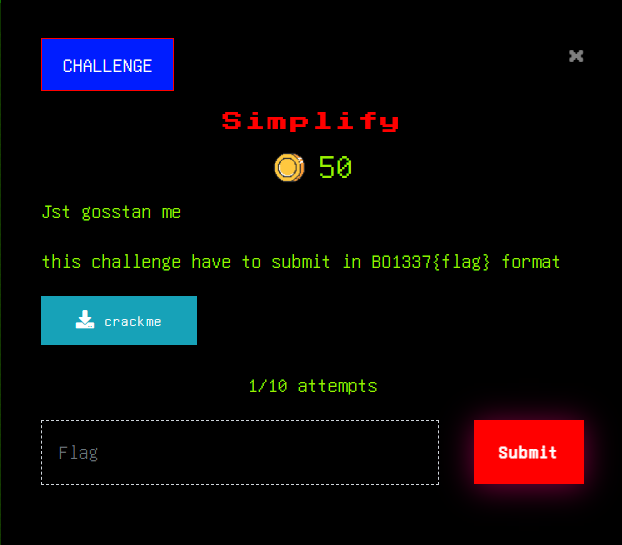 CHALLENGE
Simplify
50
Jst gosstan me
this challenge have to submit in BO1337{flag} format
crackme
1/10 attempts
Flag
Submit